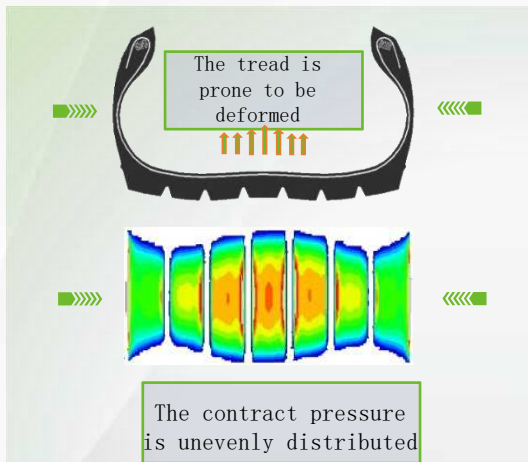 The tread is
prone to be
deformed
The contract pressure
is unevenly distributed